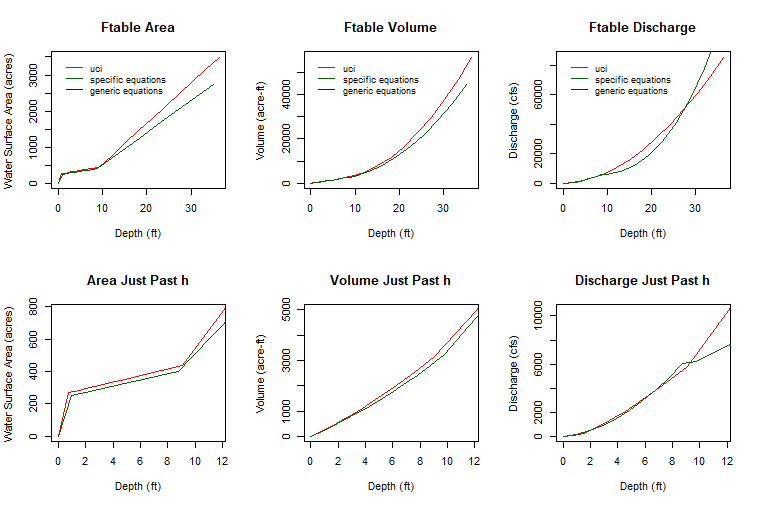 Ftable Area
Water Surface Area (acres)
0 1000 2000 3000
uci
specific equations
generic equations
0 10 20 30
Depth (ft)
Ftable Volume
Volume (acre-ft)
0 20000 40000
uci
specific equations
generic equations
0 10 20 30
Depth (ft)
Ftable Discharge
Discharge (cfs)
0 20000 60000
uci
specific equations
generic equations
0 10 20 30
Depth (ft)
Area Just Past h
Water Surface Area (acres)
0 200 400 600 800
0 2 4 6 8 10 12
Depth (ft)
Volume Just Past h
Volume (acre-ft)
0 1000 3000 5000
0 2 4 6 8 10 12
Depth (ft)
Discharge Just Past h
Discharge (cfs)
0 2000 6000 10000
0 2 4 6 8 10 12
Depth (ft)